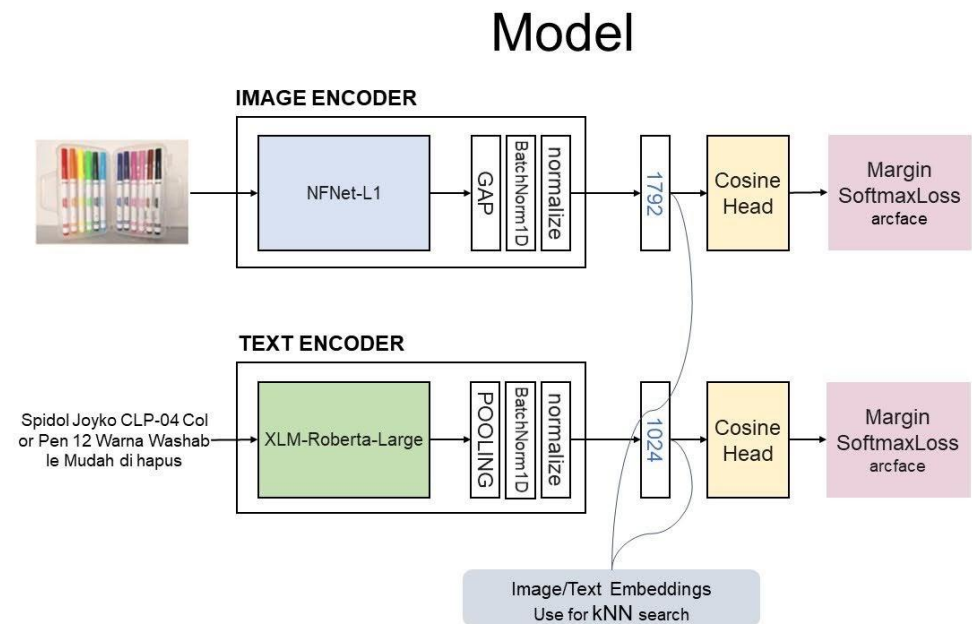 Model
IMAGE ENCODER
NFNet-L1
GAP
BatchNorm1D
normalize
1792
Cosine
Head
Margin
SoftmaxLoss
arcface
TEXT ENCODER
Spidol Joyko CLP-04 Col
or Pen 12 Warna Washab
le Mudah di hapus
XLM-Roberta-Large
POOLING
BatchNorm1D
normalize
1024
Cosine
Head
Margin
SoftmaxLoss
arcface
Image/Text Embeddings
Use for kNN search